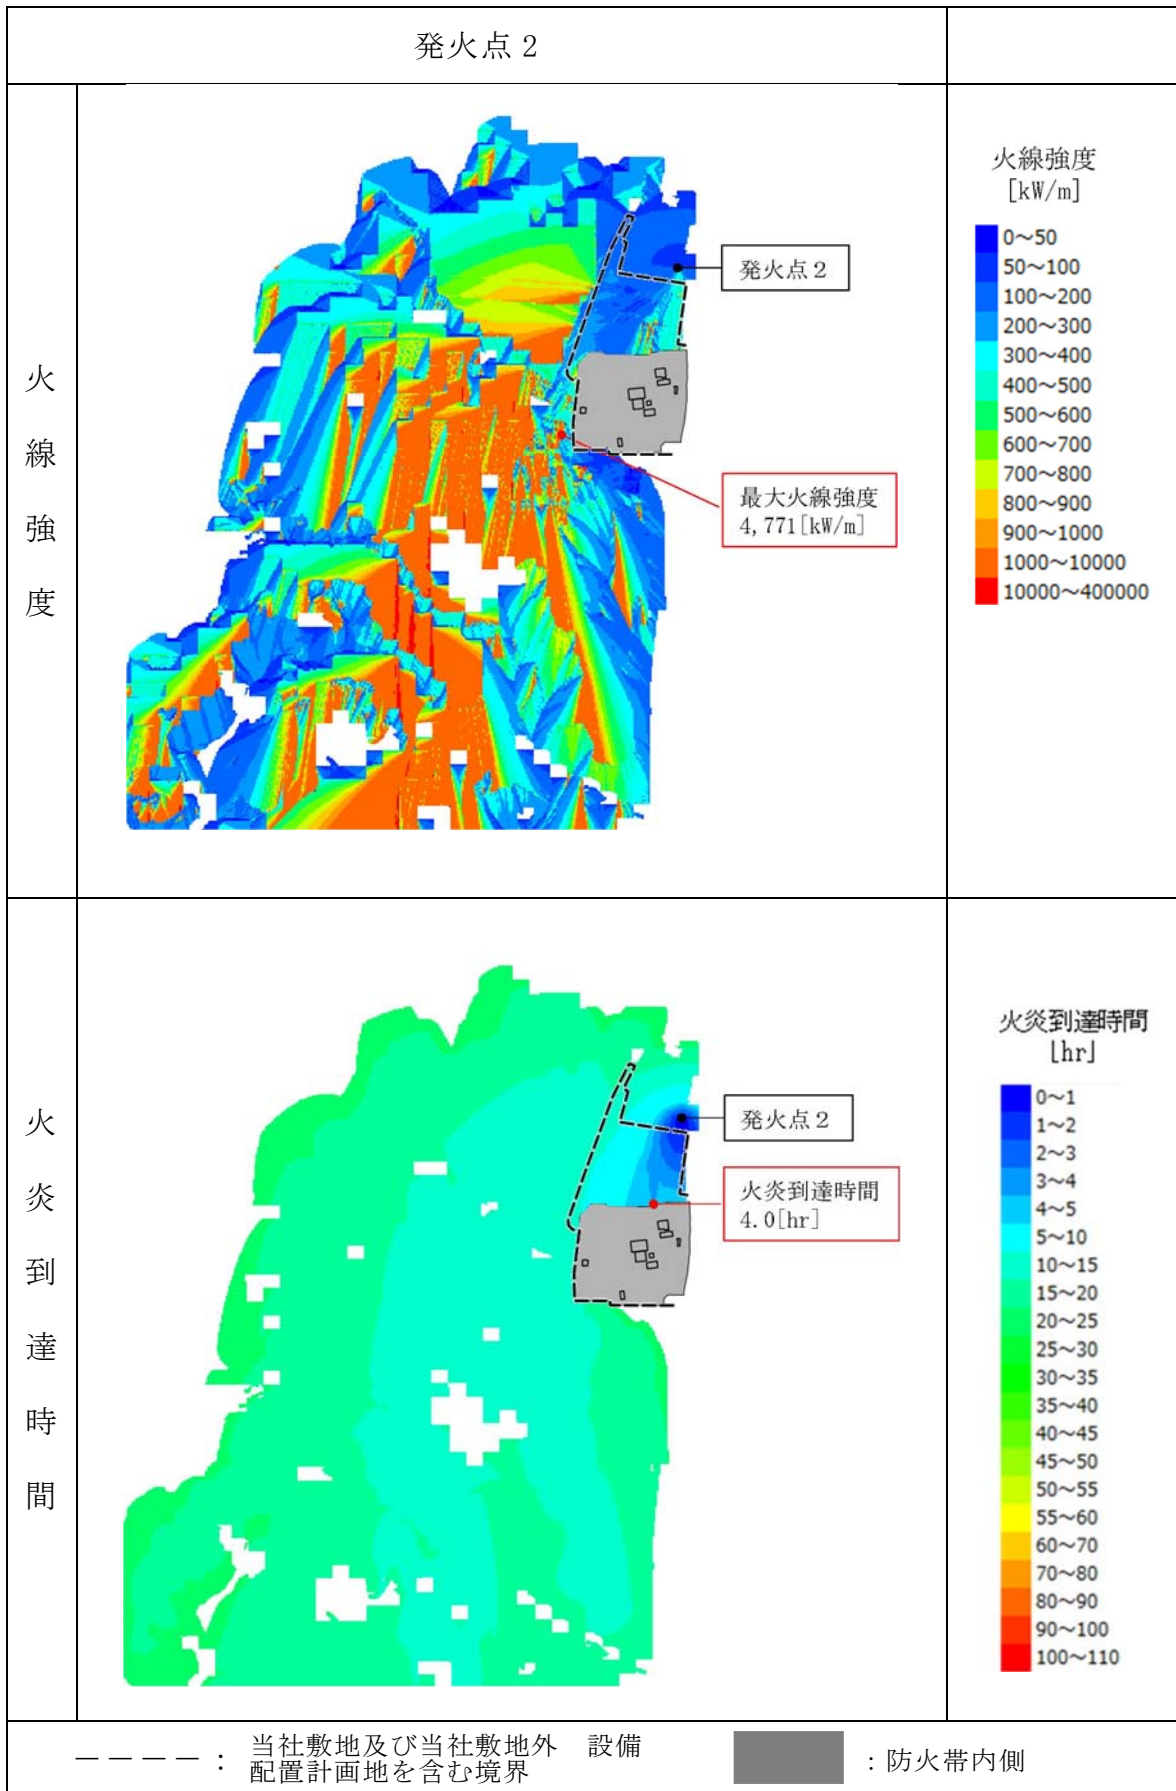 発火点２
火線強度
火線強度
[kW/m]
0～50
50～100
100～200
200～300
300～400
400～500
500～600
600～700
700～800
800～900
900～1000
1000～10000
10000～400000
発火点２
最大火線強度
4,771[kW/m]
火炎到達時間
火炎到達時間
[hr]
0～1
1～2
2～3
3～4
4～5
5～10
10～15
15～20
20～25
25～30
30～35
35～40
40～45
45～50
50～55
55～60
60～70
70～80
80～90
90～100
100～110
発火点２
火炎到達時間
4.0[hr]
：当社敷地及び当社敷地外　設備
配置計画地を含む境界
：防火帯内側